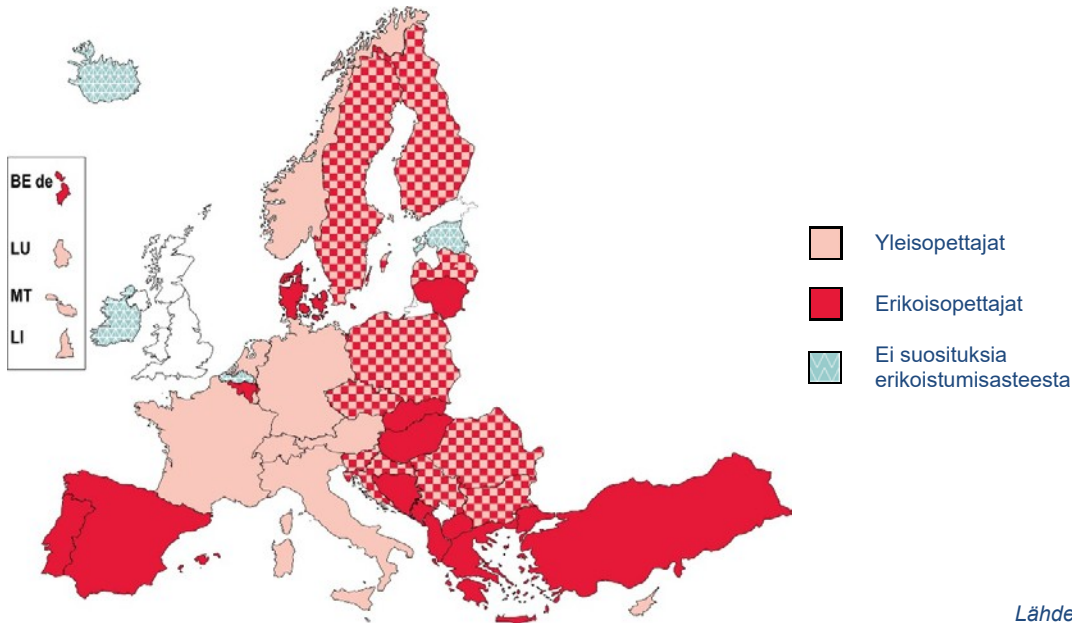 BE de
LU
MT
LI
Yleisopettajat
Erikoisopettajat
Ei suosituksia
erikoistumisasteesta
Lähde